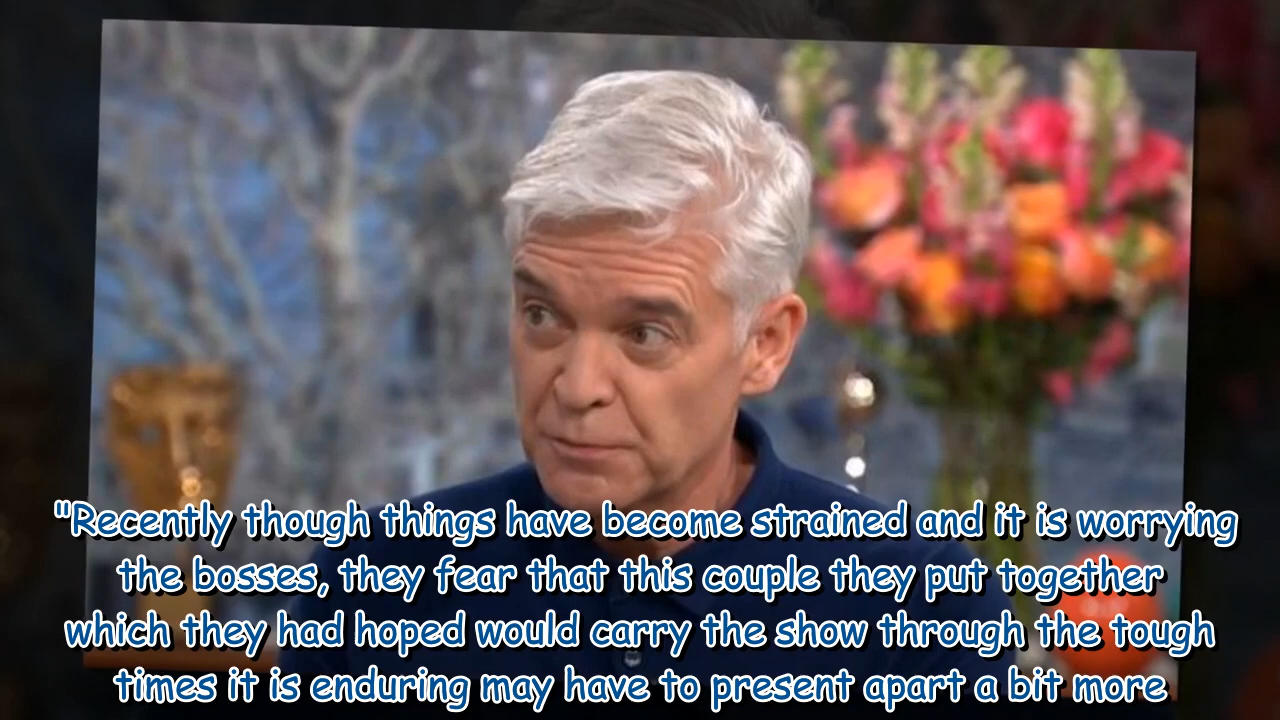 "Recently though things have become strained and it is worrying
the bosses, they fear that this couple they put together
which they had hoped would carry the show through the tough
times it is enduring may have to present apart a bit more